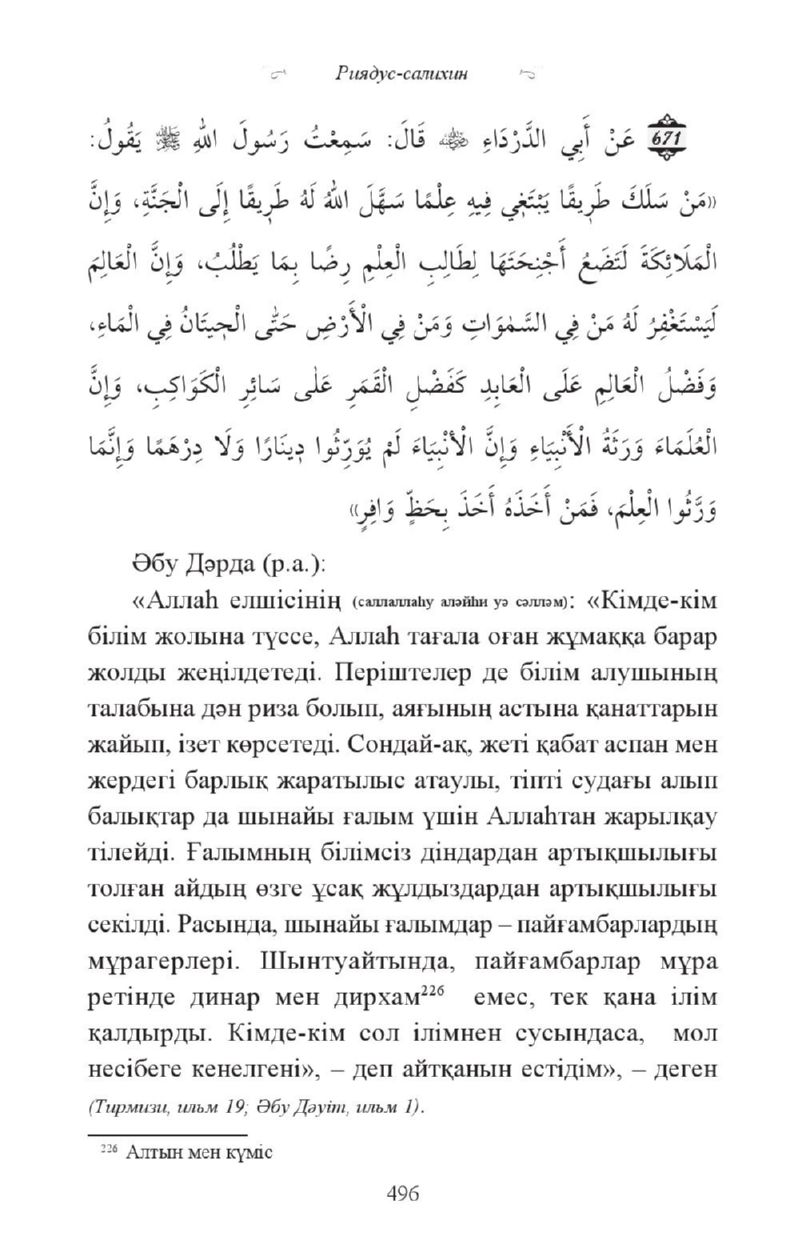 Риядус-салихин
671 عَنْ أَبِي الدَّرْدَاءِ ﵁ قَالَ: سَمِعْتُ رَسُولَ اللهِ ﷺ يَقُولُ:
«مَنْ سَلَكَ طَرِيقًا يَبْتَغِي فِيهِ عِلْمًا سَهَّلَ اللهُ لَهُ طَرِيقًا إِلَى الْجَنَّةِ، وَإِنَّ
الْمَلَائِكَةَ لَتَضَعُ أَجْنِحَتَهَا لِطَالِبِ الْعِلْمِ رِضًا بِمَا يَطْلُبُ، وَإِنَّ الْعَالِمَ
لَيَسْتَغْفِرُ لَهُ مَنْ فِي السَّمٰوَاتِ وَمَنْ فِي الْأَرْضِ حَتَّى الْحِيتَانُ فِي الْمَاءِ،
وَفَضْلُ الْعَالِمِ عَلَى الْعَابِدِ كَفَضْلِ الْقَمَرِ عَلٰى سَائِرِ الْكَوَاكِبِ، وَإِنَّ
الْعُلَمَاءَ وَرَثَةُ الْأَنْبِيَاءِ وَإِنَّ الْأَنْبِيَاءَ لَمْ يُوَرِّثُوا دِينَارًا وَلَا دِرْهَمًا وَإِنَّمَا
وَرَّثُوا الْعِلْمَ، فَمَنْ أَخَذَهُ أَخَذَ بِحَظٍّ وَافِرٍ»
Әбу Дәрда (р.а.):
«Аллаһ елшісінің (саллаллаһу аләйһи уә сәлләм): «Кімде-кім
білім жолына түссе, Аллаһ тағала оған жұмаққа барар
жолды жеңілдетеді. Періштелер де білім алушының
талабына дән риза болып, аяғының астына қанаттарын
жайып, ізет көрсетеді. Сондай-ақ, жеті қабат аспан мен
жердегі барлық жаратылыс атаулы, тіпті судағы алып
балықтар да шынайы ғалым үшін Аллаһтан жарылқау
тілейді. Ғалымның білімсіз діндардан артықшылығы
толған айдың өзге ұсақ жұлдыздардан артықшылығы
секілді. Расында, шынайы ғалымдар – пайғамбарлардың
мұрагерлері. Шынтуайтында, пайғамбарлар мұра
ретінде динар мен дирхам²²⁶ емес, тек қана ілім
қалдырды. Кімде-кім сол ілімнен сусындаса, мол
несібеге кенелгені», – деп айтқанын естідім», – деген
(Тирмизи, ильм 19; Әбу Дәуіт, ильм 1).
²²⁶ Алтын мен күміс
496